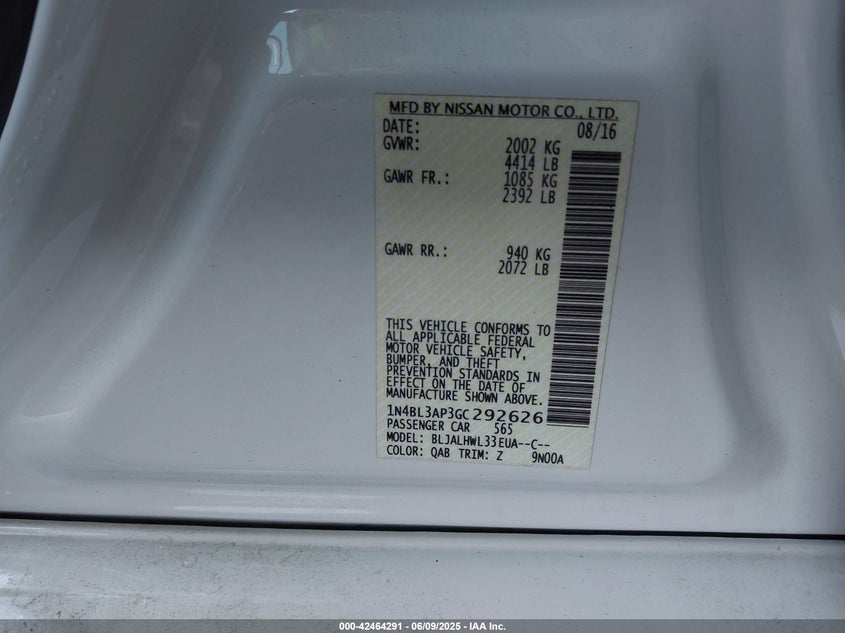 MFD BY NISSAN MOTOR CO., LTD.
DATE: 08/16
GVWR: 2002 KG
4414 LB
GAWR FR.: 1085 KG
2392 LB
GAWR RR.: 940 KG
2072 LB
THIS VEHICLE CONFORMS TO
ALL APPLICABLE FEDERAL
MOTOR VEHICLE SAFETY,
BUMPER, AND THEFT
PREVENTION STANDARDS IN
EFFECT ON THE DATE OF
MANUFACTURE SHOWN ABOVE.
1N4BL3AP3GC292626
PASSENGER CAR 565
MODEL: BLJALHWL33EUA--C--
COLOR: QAB TRIM: Z 9N00A
000-42464291 - 06/09/2025 - IAA Inc.